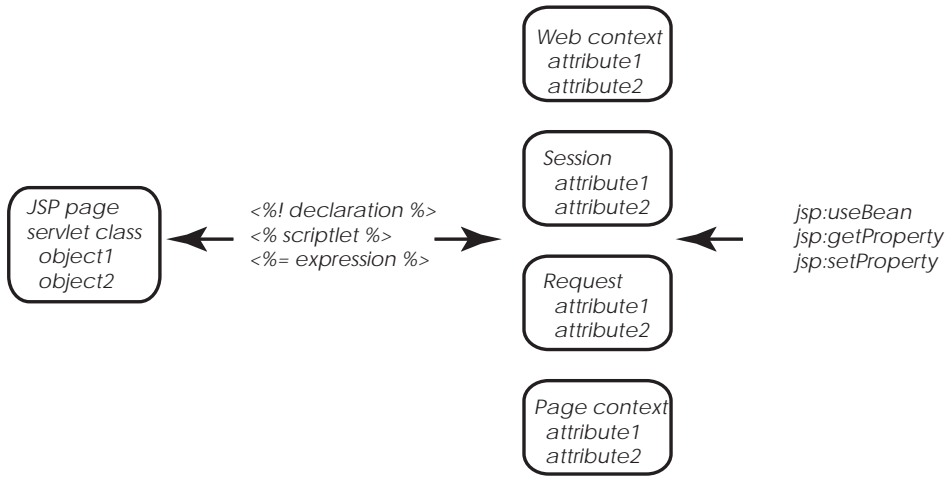 JSP page
servlet class
object1
object2
<%! declaration %>
<% scriptlet %>
<%= expression %>
Web context
attribute1
attribute2
Session
attribute1
attribute2
Request
attribute1
attribute2
Page context
attribute1
attribute2
jsp:useBean
jsp:getProperty
jsp:setProperty